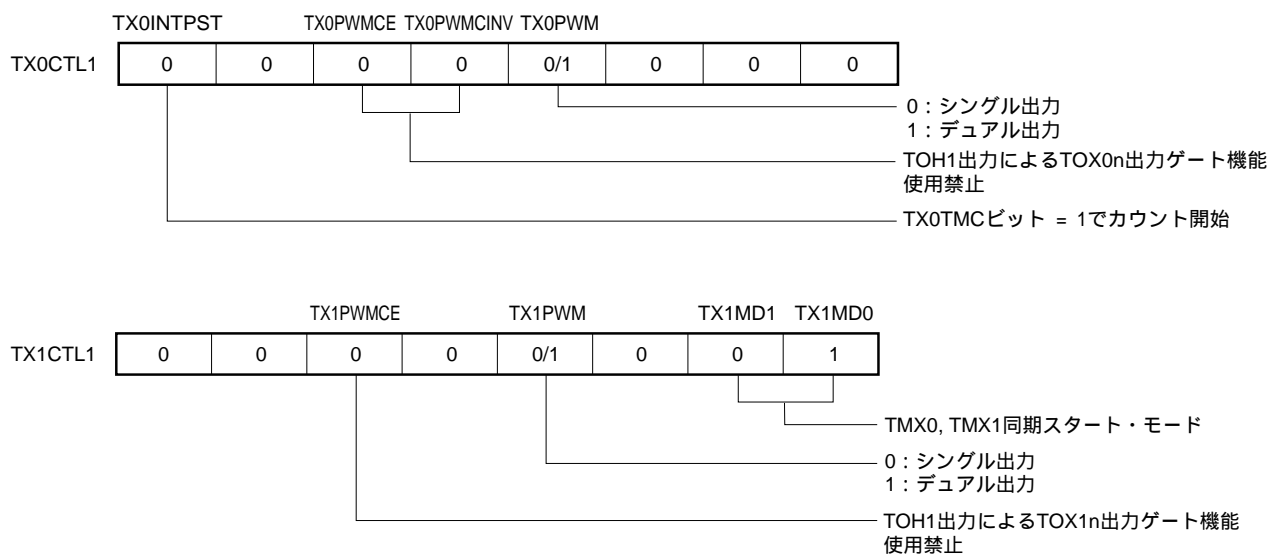 TX0INTPST TX0PWMCE TX0PWMCINV TX0PWM
TX0CTL1 0 0 0 0 0/1 0 0 0
0：シングル出力
1：デュアル出力
TOH1出力によるTOX0n出力ゲート機能
使用禁止
TX0TMCビット = 1でカウント開始
TX1PWMCE TX1PWM TX1MD1 TX1MD0
TX1CTL1 0 0 0 0 0/1 0 0 1
TMX0, TMX1同期スタート・モード
0：シングル出力
1：デュアル出力
TOH1出力によるTOX1n出力ゲート機能
使用禁止